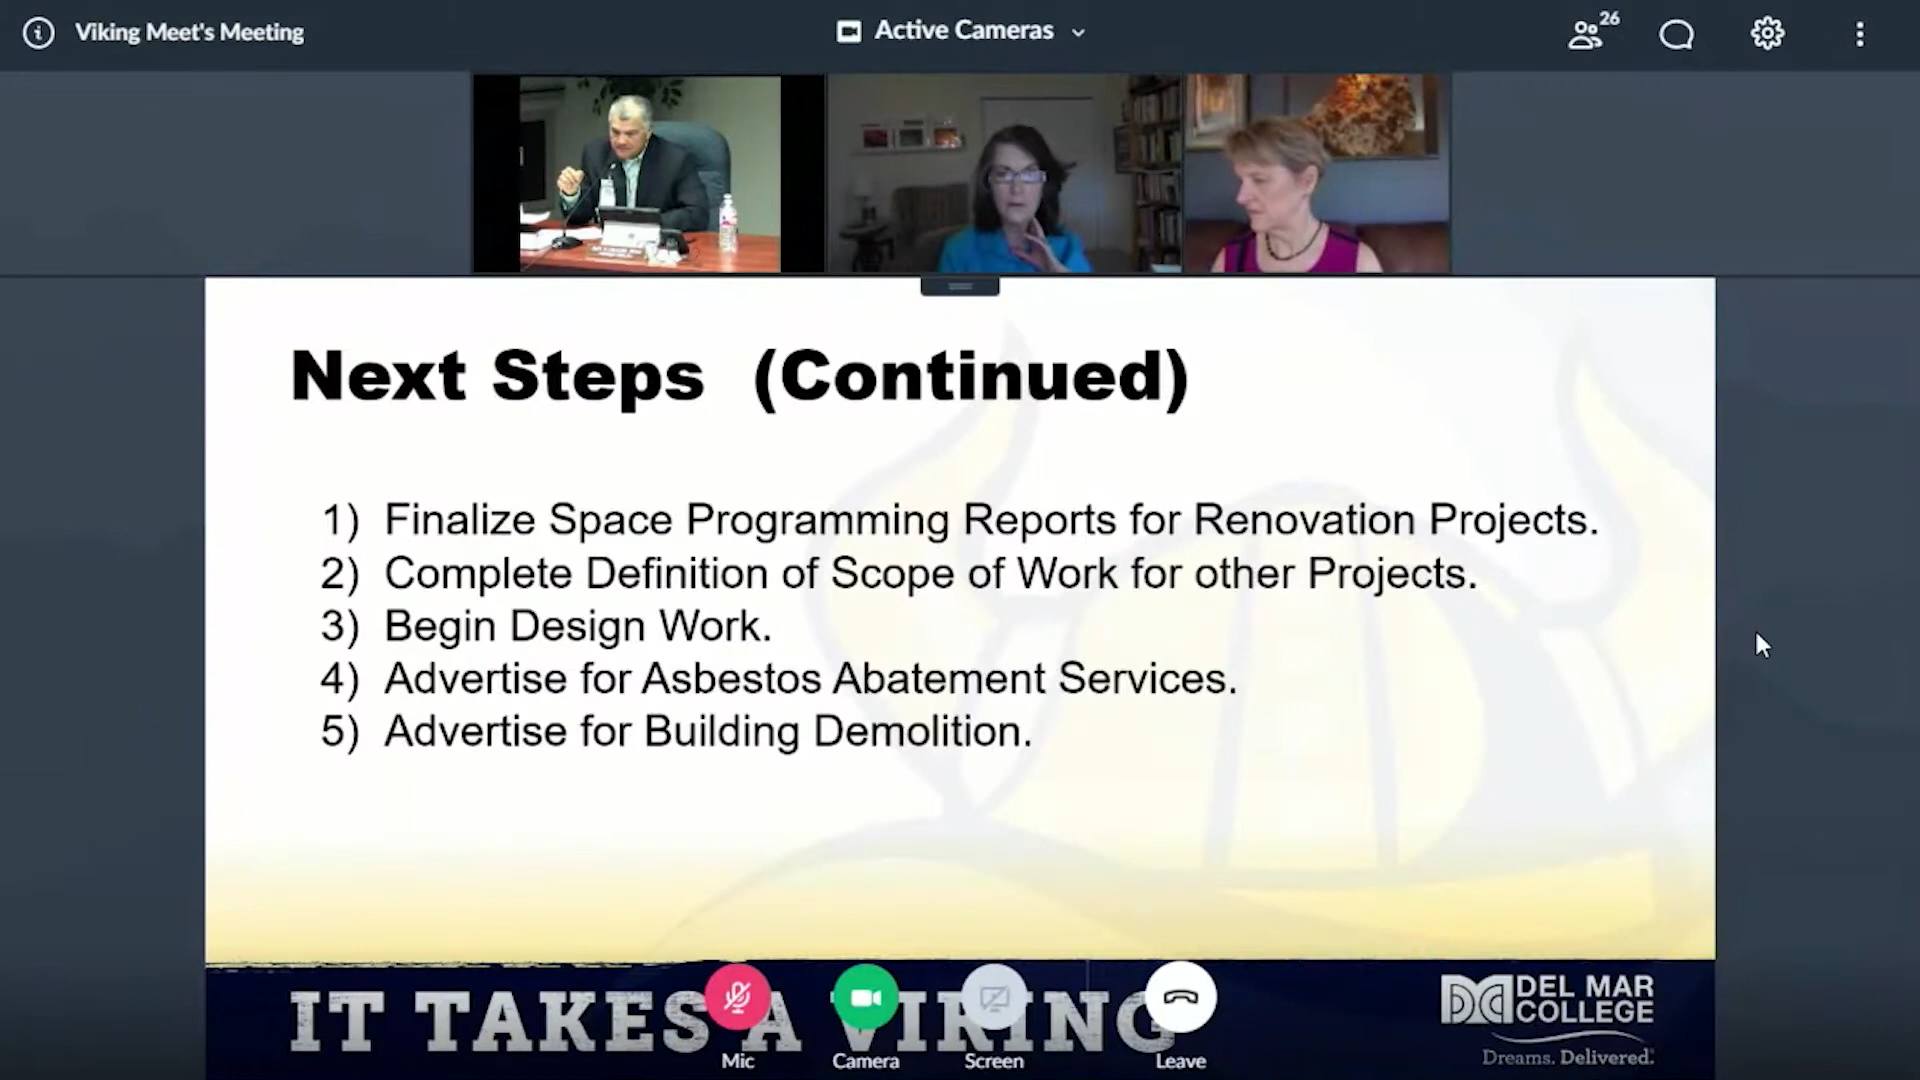 Viking Meet's Meeting
Active Cameras
26
Next Steps (Continued)
1) Finalize Space Programming Reports for Renovation Projects.
2) Complete Definition of Scope of Work for other Projects.
3) Begin Design Work.
4) Advertise for Asbestos Abatement Services.
5) Advertise for Building Demolition.
IT TAKES A VIKING
DEL MAR
COLLEGE
Dreams. Delivered.
Mic
Camera
Screen
Leave